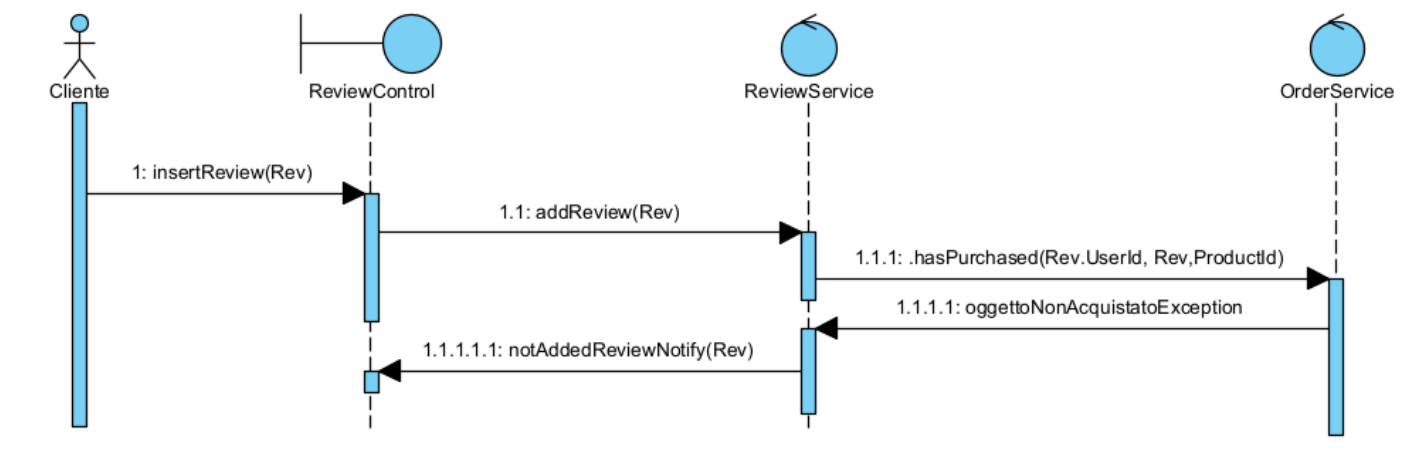 Cliente
ReviewControl
ReviewService
OrderService
1: insertReview(Rev)
1.1: addReview(Rev)
1.1.1: .hasPurchased(Rev.UserId, Rev,ProductId)
1.1.1.1: oggettoNonAcquistatoException
1.1.1.1.1: notAddedReviewNotify(Rev)